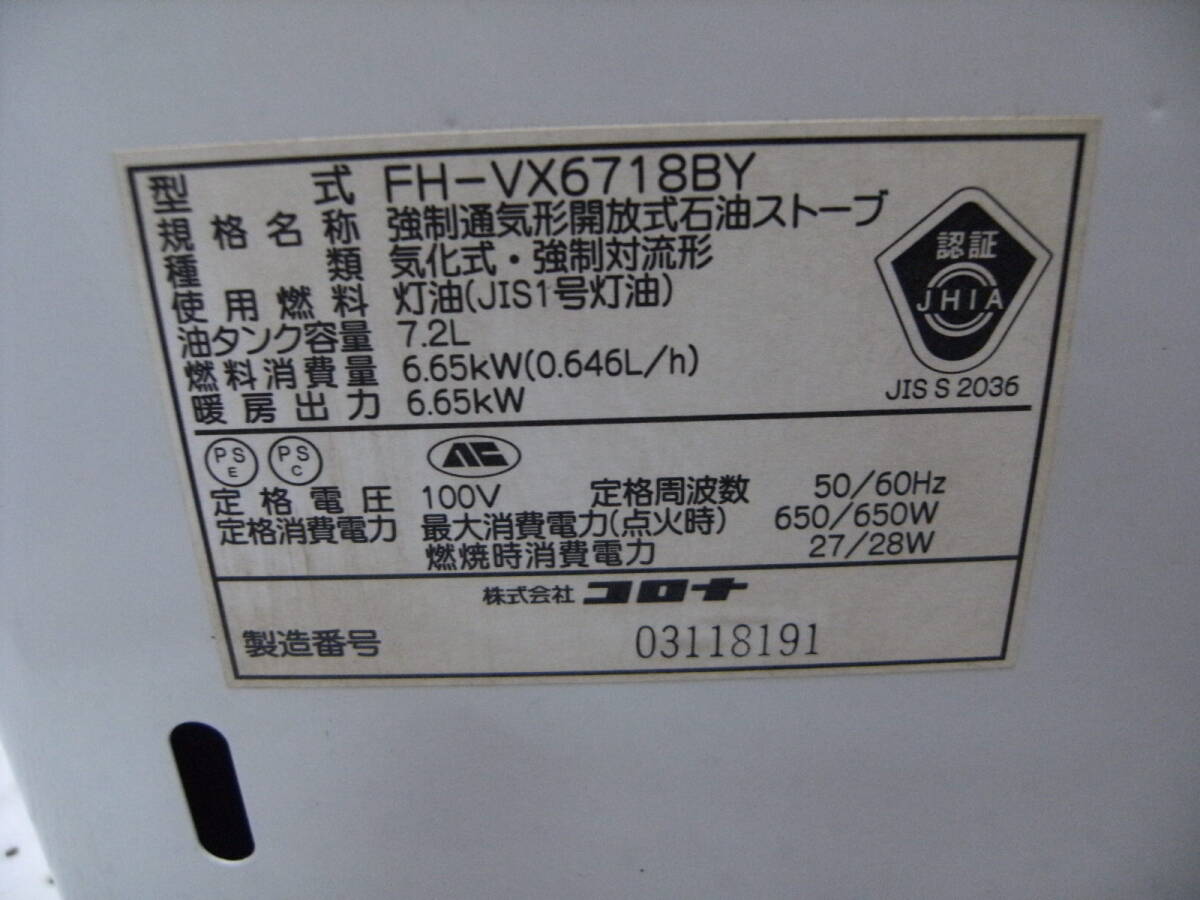 型式 FH-VX6718BY
規格名称 強制通気形開放式石油ストーブ
種類 気化式・強制対流形
使用燃料 灯油(JIS1号灯油)
油タンク容量 7.2L
燃料消費量 6.65kW(0.646L/h)
暖房出力 6.65kW
認証
JHIA
JIS S 2036
PS E PS C
定格電圧 100V 定格周波数 50/60Hz
定格消費電力 最大消費電力(点火時) 650/650W
燃焼時消費電力 27/28W
株式会社 コロナ
製造番号 03118191